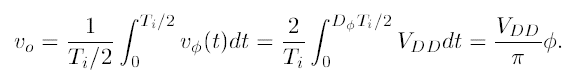 $$v_o = \frac{1}{T_i/2} \int_0^{T_i/2} v_\phi(t)dt = \frac{2}{T_i} \int_0^{D_\phi T_i/2} V_{DD}dt = \frac{V_{DD}}{\pi}\phi.$$